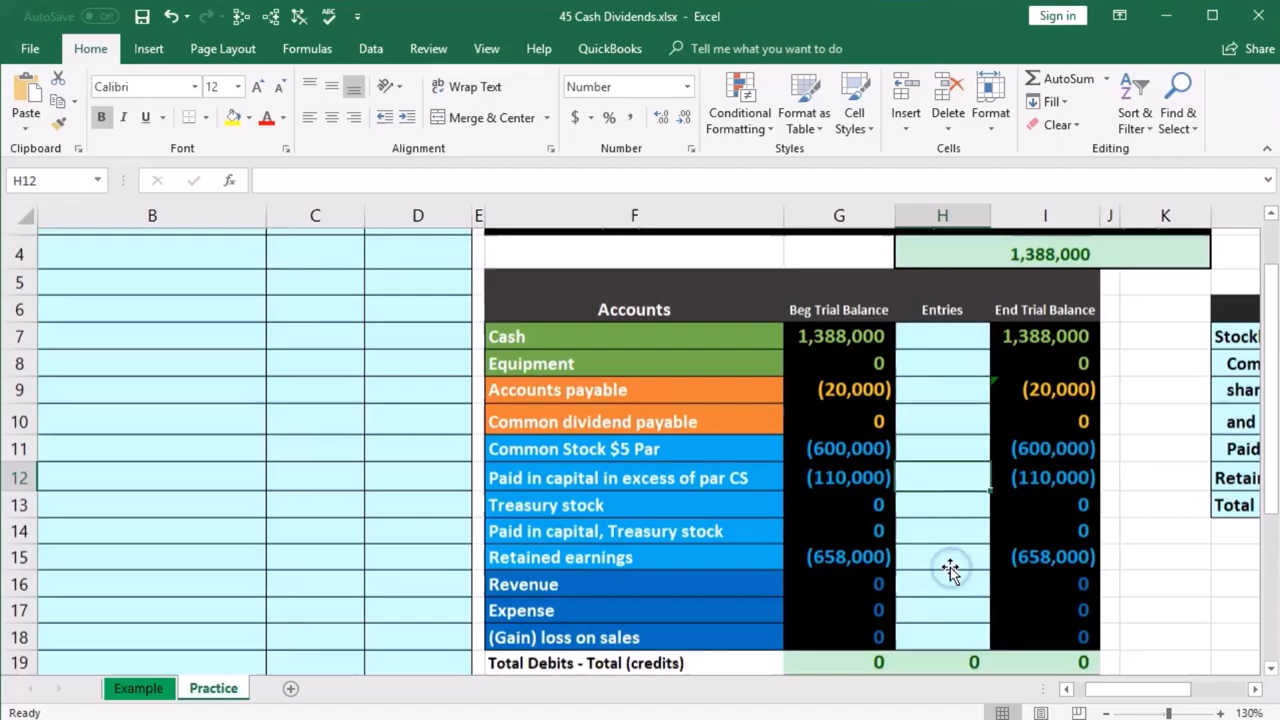 AutoSave Off
45 Cash Dividends.xlsx - Excel
Sign in
File Home Insert Page Layout Formulas Data Review View Help QuickBooks Tell me what you want to do Share
Paste
Calibri 12
B I U A
Wrap Text
Merge & Center
Number
$ % ,
Conditional Formatting
Format as Table
Cell Styles
Insert Delete Format
AutoSum
Fill
Clear
Sort & Filter
Find & Select
Clipboard Font Alignment Number Styles Cells Editing
H12 fx
B C D E F G H I J K
4 1,388,000
5
6 Accounts Beg Trial Balance Entries End Trial Balance
7 Cash 1,388,000 1,388,000 Stock
8 Equipment 0 0 Com
9 Accounts payable (20,000) (20,000) shar
10 Common dividend payable 0 0 and
11 Common Stock $5 Par (600,000) (600,000) Paid
12 Paid in capital in excess of par CS (110,000) (110,000) Retai
13 Treasury stock 0 0 Total
14 Paid in capital, Treasury stock 0 0
15 Retained earnings (658,000) (658,000)
16 Revenue 0 0
17 Expense 0 0
18 (Gain) loss on sales 0 0
19 Total Debits - Total (credits) 0 0 0
Example Practice
Ready 130%